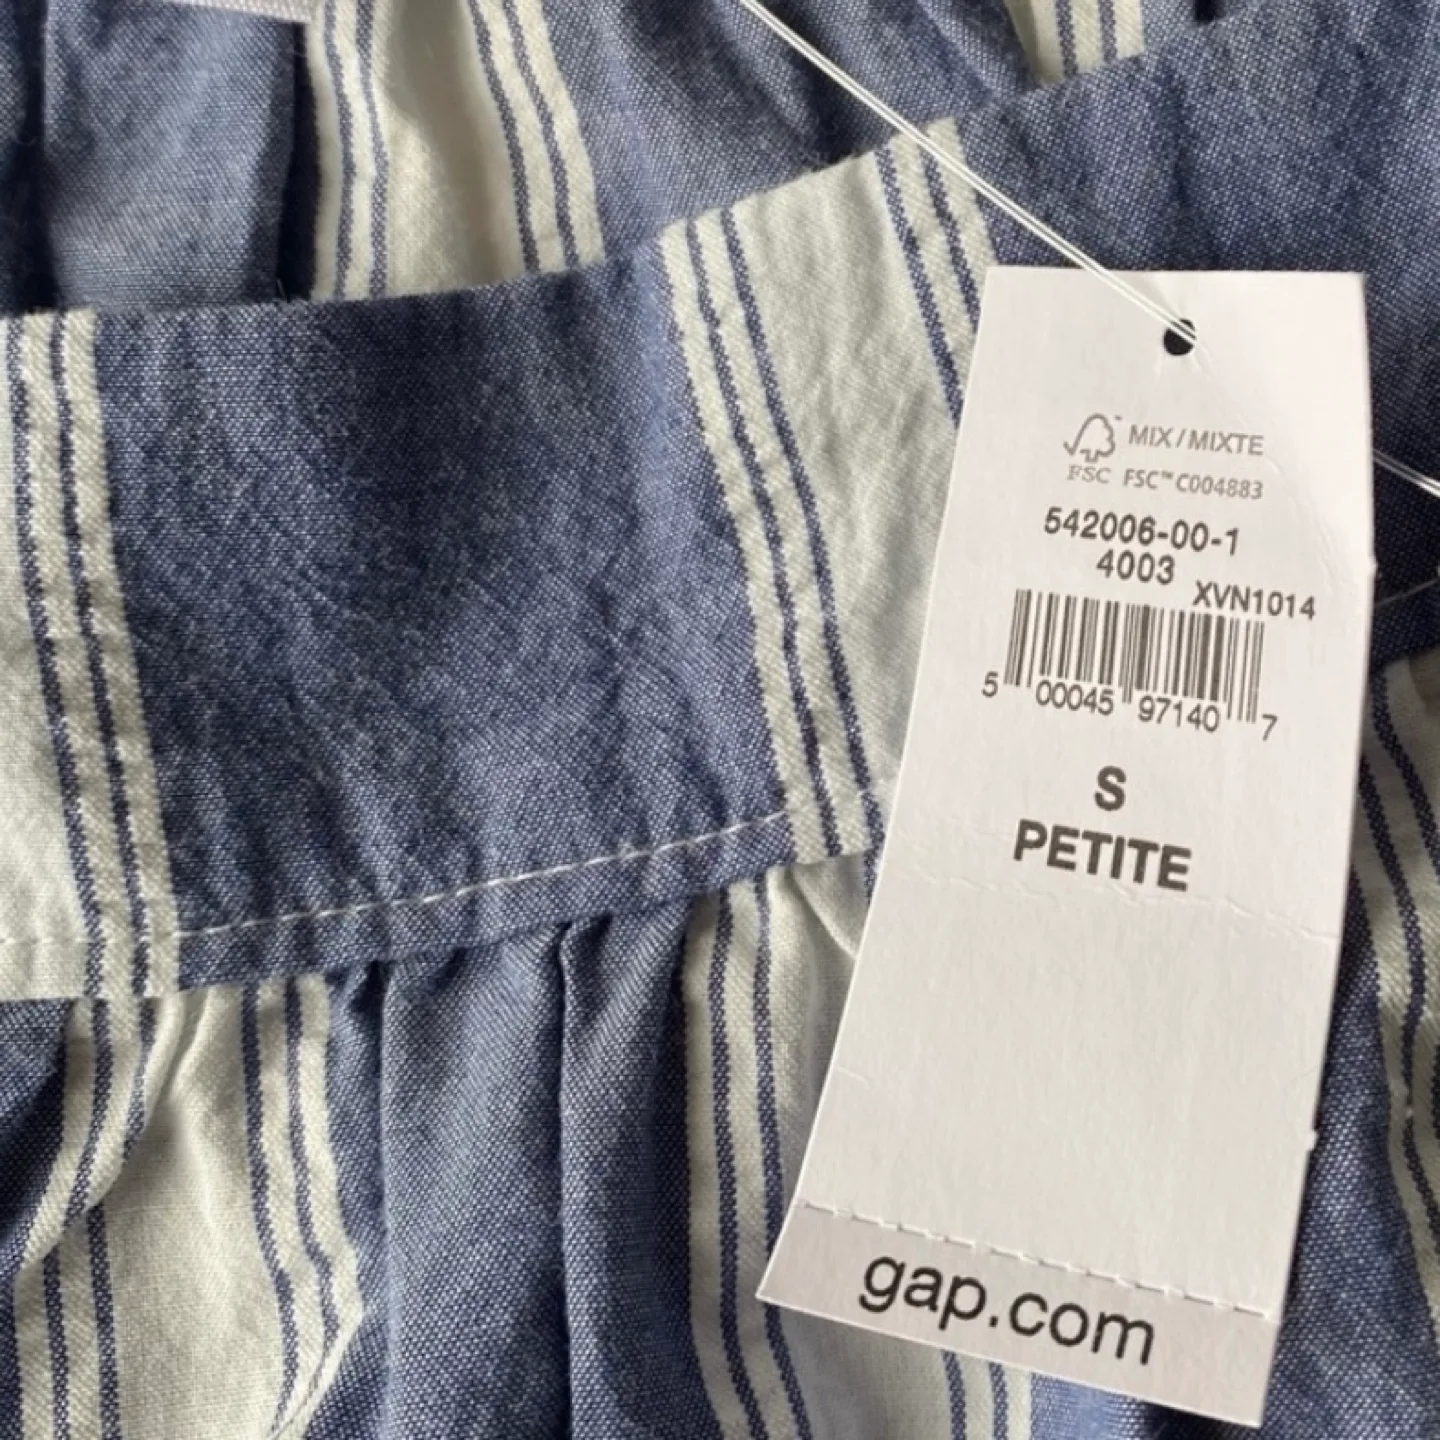 MIX / MIXTE
FSC FSC™ C004883
542006-00-1
4003
XVN1014
5 00045 97140 7
S
PETITE
gap.com